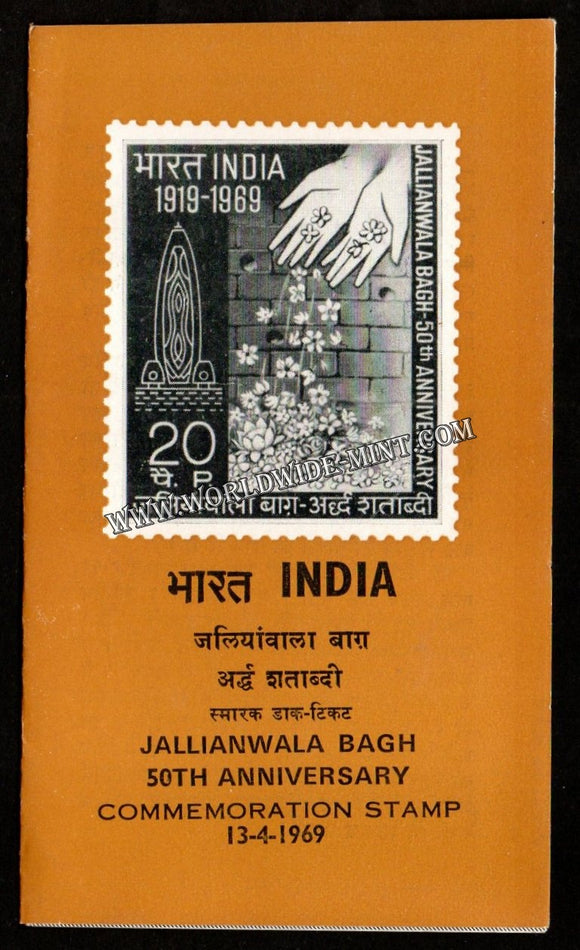 भारत INDIA
1919-1969
JALLIANWALA BAGH-50th ANNIVERSARY
20
पै. P.
वाला बाग़-अर्द्ध शताब्दी
www.WORLDWIDE-MINT.COM
भारत INDIA
जलियांवाला बाग़
अर्द्ध शताब्दी
स्मारक डाक-टिकट
JALLIANWALA BAGH
50TH ANNIVERSARY
COMMEMORATION STAMP
13-4-1969